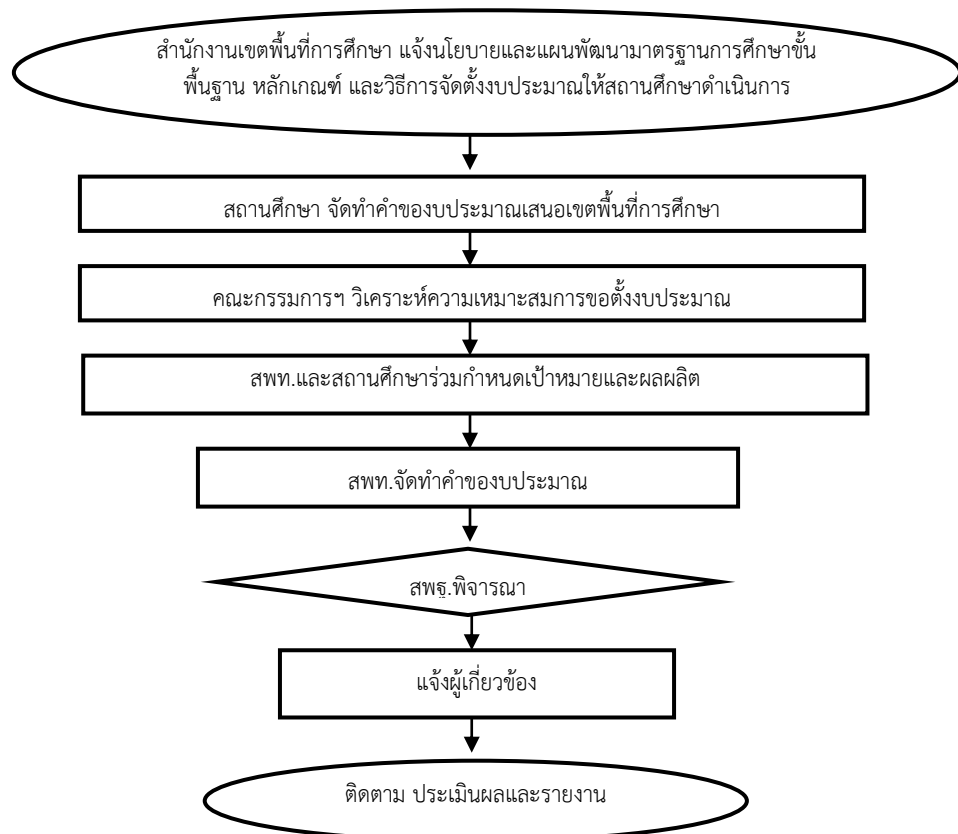 สำนักงานเขตพื้นที่การศึกษา แจ้งนโยบายและแผนพัฒนามาตรฐานการศึกษาขั้น
พื้นฐาน หลักเกณฑ์ และวิธีการจัดตั้งงบประมาณให้สถานศึกษาดำเนินการ
สถานศึกษา จัดทำคำของบประมาณเสนอเขตพื้นที่การศึกษา
คณะกรรมการฯ วิเคราะห์ความเหมาะสมการขอตั้งงบประมาณ
สพท.และสถานศึกษาร่วมกำหนดเป้าหมายและผลผลิต
สพท.จัดทำคำของบประมาณ
สพฐ.พิจารณา
แจ้งผู้เกี่ยวข้อง
ติดตาม ประเมินผลและรายงาน